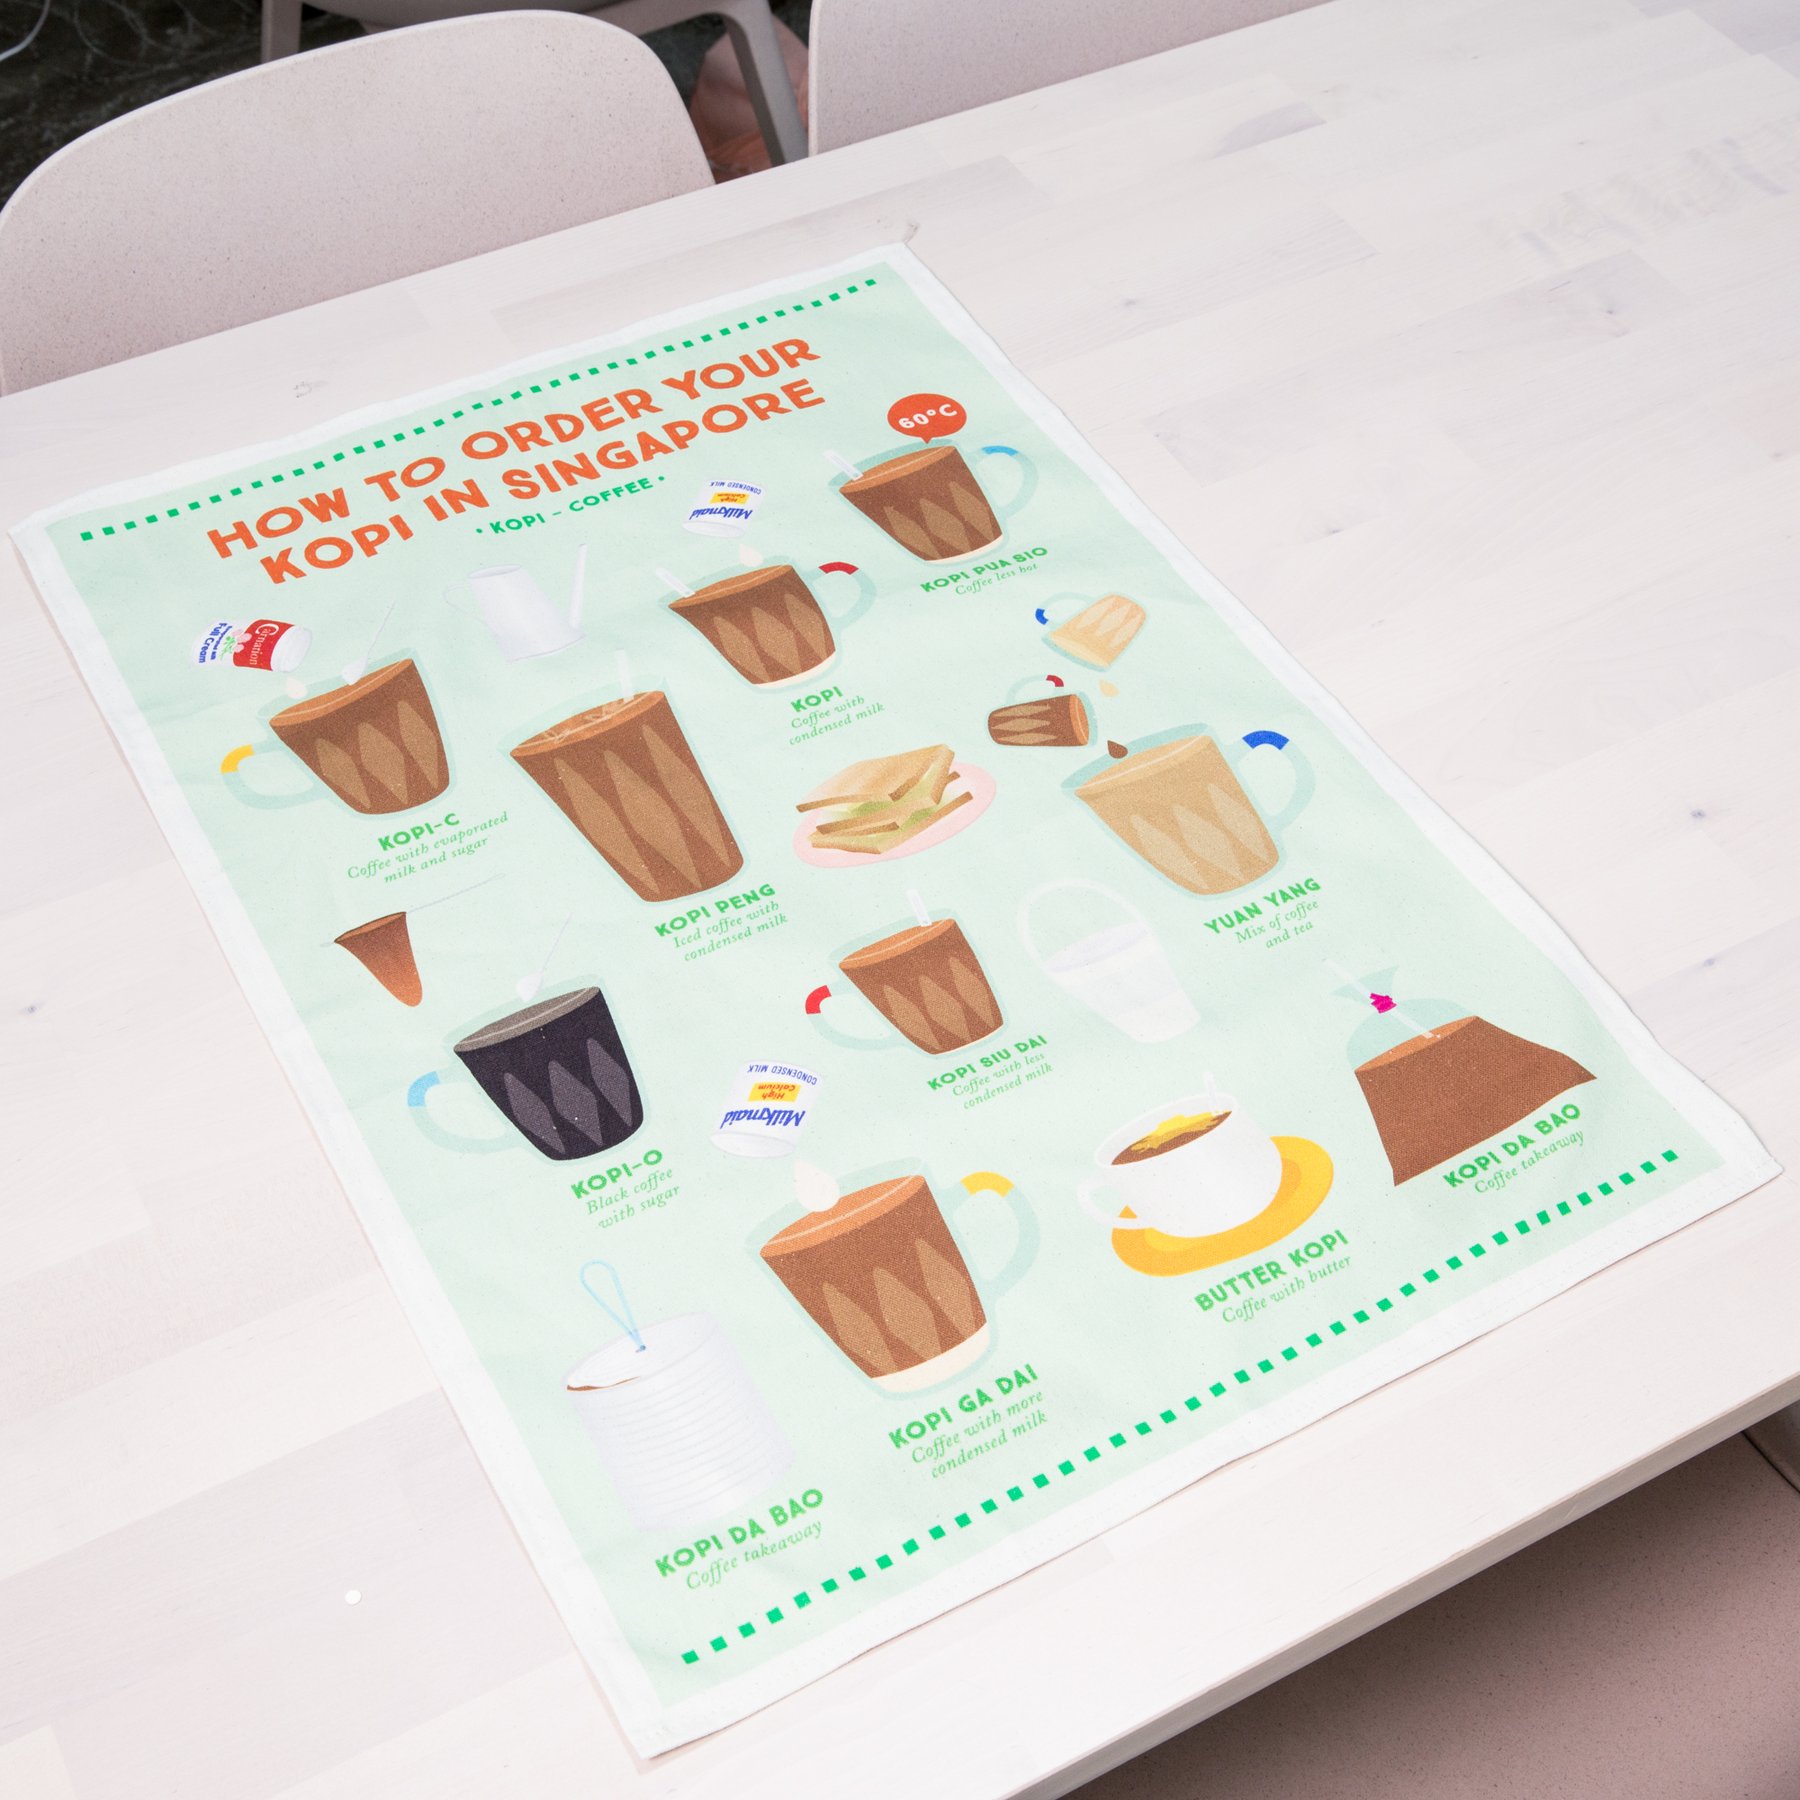 HOW TO ORDER YOUR
KOPI IN SINGAPORE
• KOPI - COFFEE •
60°C
KOPI PUA SIO
Coffee less hot
CONDENSED MILK
High
Calcium
Milkmaid
KOPI
Coffee with
condensed milk
Carnation
Evaporated milk
Full Cream
KOPI-C
Coffee with evaporated
milk and sugar
KOPI PENG
Iced coffee with
condensed milk
YUAN YANG
Mix of coffee
and tea
KOPI-O
Black coffee
with sugar
KOPI SIU DAI
Coffee with less
condensed milk
CONDENSED MILK
High
Calcium
Milkmaid
KOPI DA BAO
Coffee takeaway
BUTTER KOPI
Coffee with butter
KOPI GA DAI
Coffee with more
condensed milk
KOPI DA BAO
Coffee takeaway